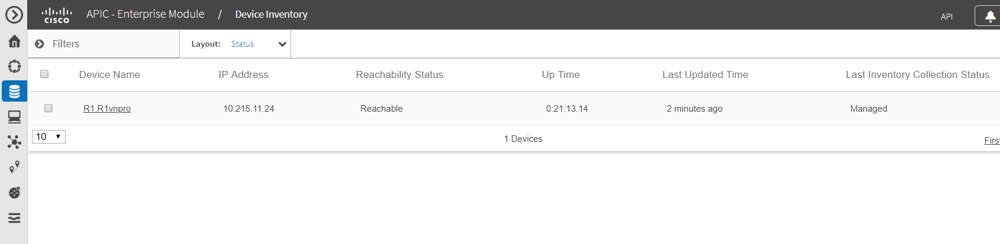 cisco APIC - Enterprise Module / Device Inventory API
Filters Layout: Status
Device Name IP Address Reachability Status Up Time Last Updated Time Last Inventory Collection Status
R1.R1vnpro 10.215.11.24 Reachable 0:21:13.14 2 minutes ago Managed
10 1 Devices First